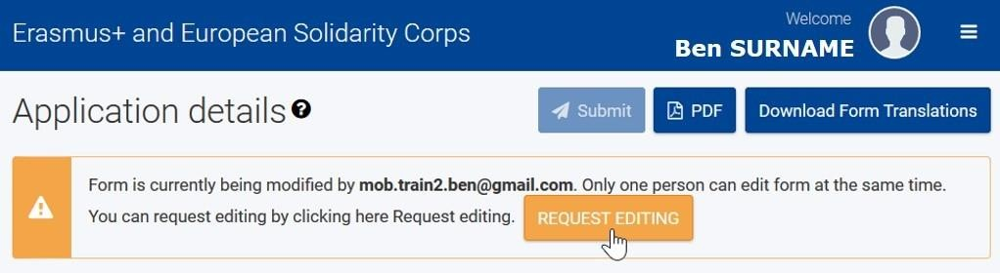 Welcome
Erasmus+ and European Solidarity Corps
Ben SURNAME
Application details ?
Submit
PDF
Download Form Translations
Form is currently being modified by mob.train2.ben@gmail.com. Only one person can edit form at the same time.
You can request editing by clicking here Request editing. REQUEST EDITING